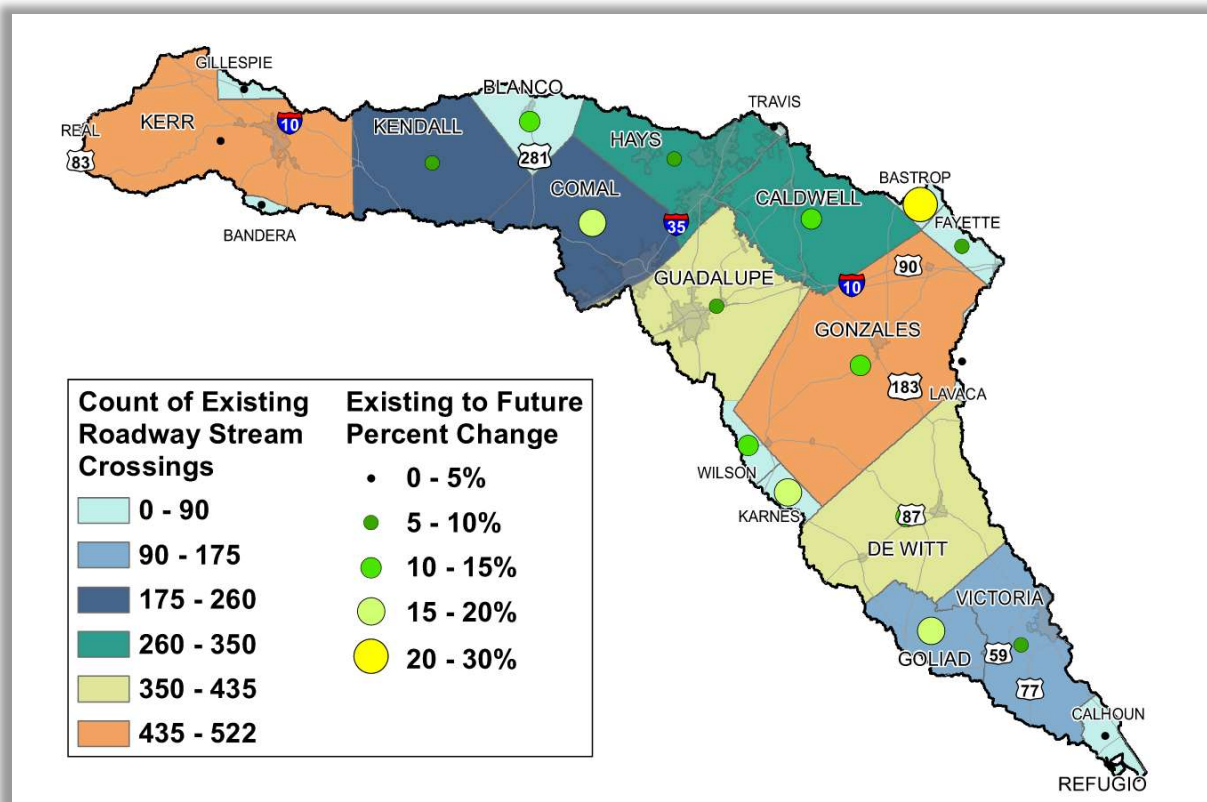 GILLESPIE
BLANCO
TRAVIS
REAL
KERR
10
KENDALL
HAYS
83
281
BASTROP
COMAL
CALDWELL
FAYETTE
BANDERA
35
90
GUADALUPE
10
GONZALES
183
LAVACA
WILSON
KARNES
87
DE WITT
VICTORIA
GOLIAD
59
77
CALHOUN
REFUGIO
Count of Existing
Roadway Stream
Crossings
0 - 90
90 - 175
175 - 260
260 - 350
350 - 435
435 - 522
Existing to Future
Percent Change
0 - 5%
5 - 10%
10 - 15%
15 - 20%
20 - 30%